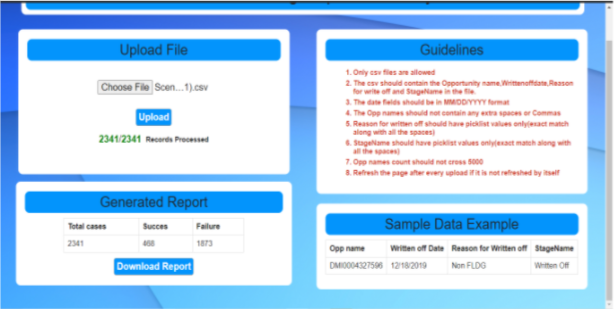 Upload File
Choose File Scen...1).csv
Upload
2341/2341 Records Processed
Generated Report
Total cases Succes Failure
2341 468 1873
Download Report
Guidelines
1. Only csv files are allowed
2. The csv should contain the Opportunity name,Writtenoffdate,Reason
for write off and StageName in the file.
3. The date fields should be in MM/DD/YYYY format
4. The Opp names should not contain any extra spaces or Commas
5. Reason for written off should have picklist values only(exact match
along with all the spaces)
6. StageName should have picklist values only(exact match along with
all the spaces)
7. Opp names count should not cross 5000
8. Refresh the page after every upload if it is not refreshed by itself
Sample Data Example
Opp name Written off Date Reason for Written off StageName
DMI0004327596 12/18/2019 Non FLDG Written Off